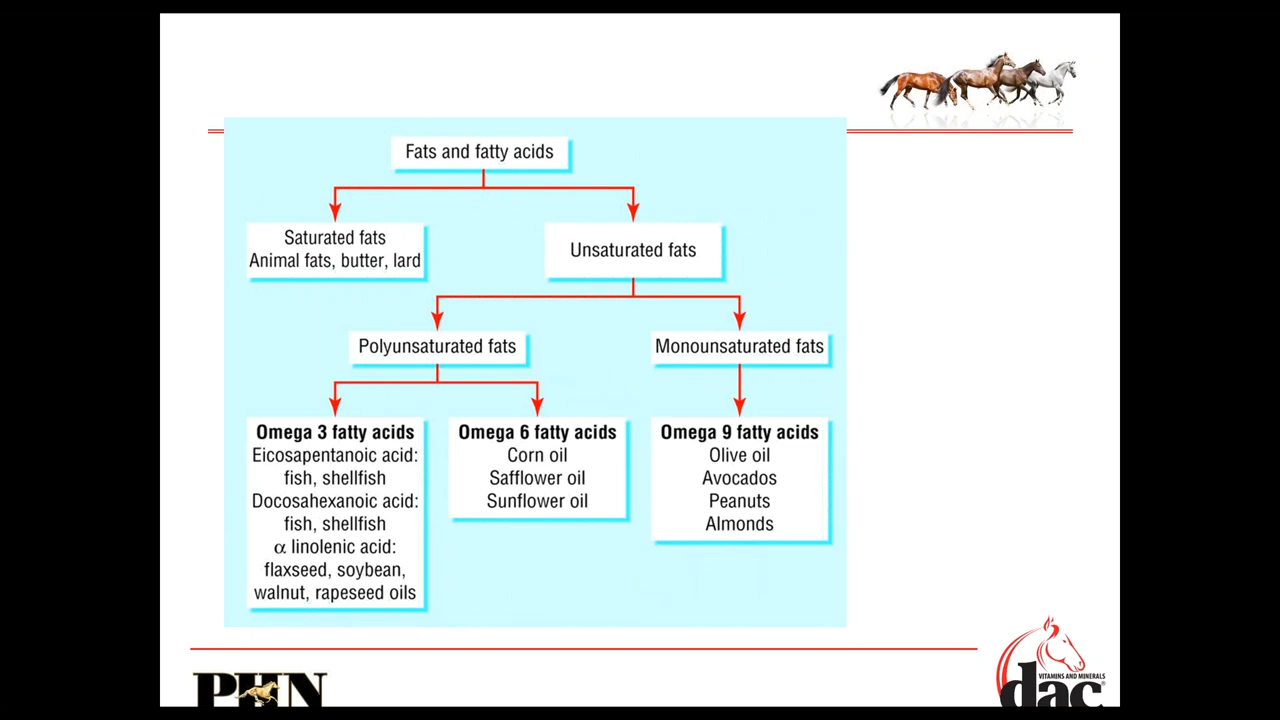 Fats and fatty acids
Saturated fats
Animal fats, butter, lard
Unsaturated fats
Polyunsaturated fats
Monounsaturated fats
Omega 3 fatty acids
Eicosapentanoic acid:
fish, shellfish
Docosahexanoic acid:
fish, shellfish
α linolenic acid:
flaxseed, soybean,
walnut, rapeseed oils
Omega 6 fatty acids
Corn oil
Safflower oil
Sunflower oil
Omega 9 fatty acids
Olive oil
Avocados
Peanuts
Almonds
PHN
VITAMINS AND MINERALS
dac